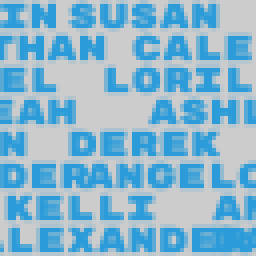 IN SUSAN
THAN CALE
EL LORIL
EAH ASHL
N DEREK
DERANGELO
KELLI AN
ALEXANDE